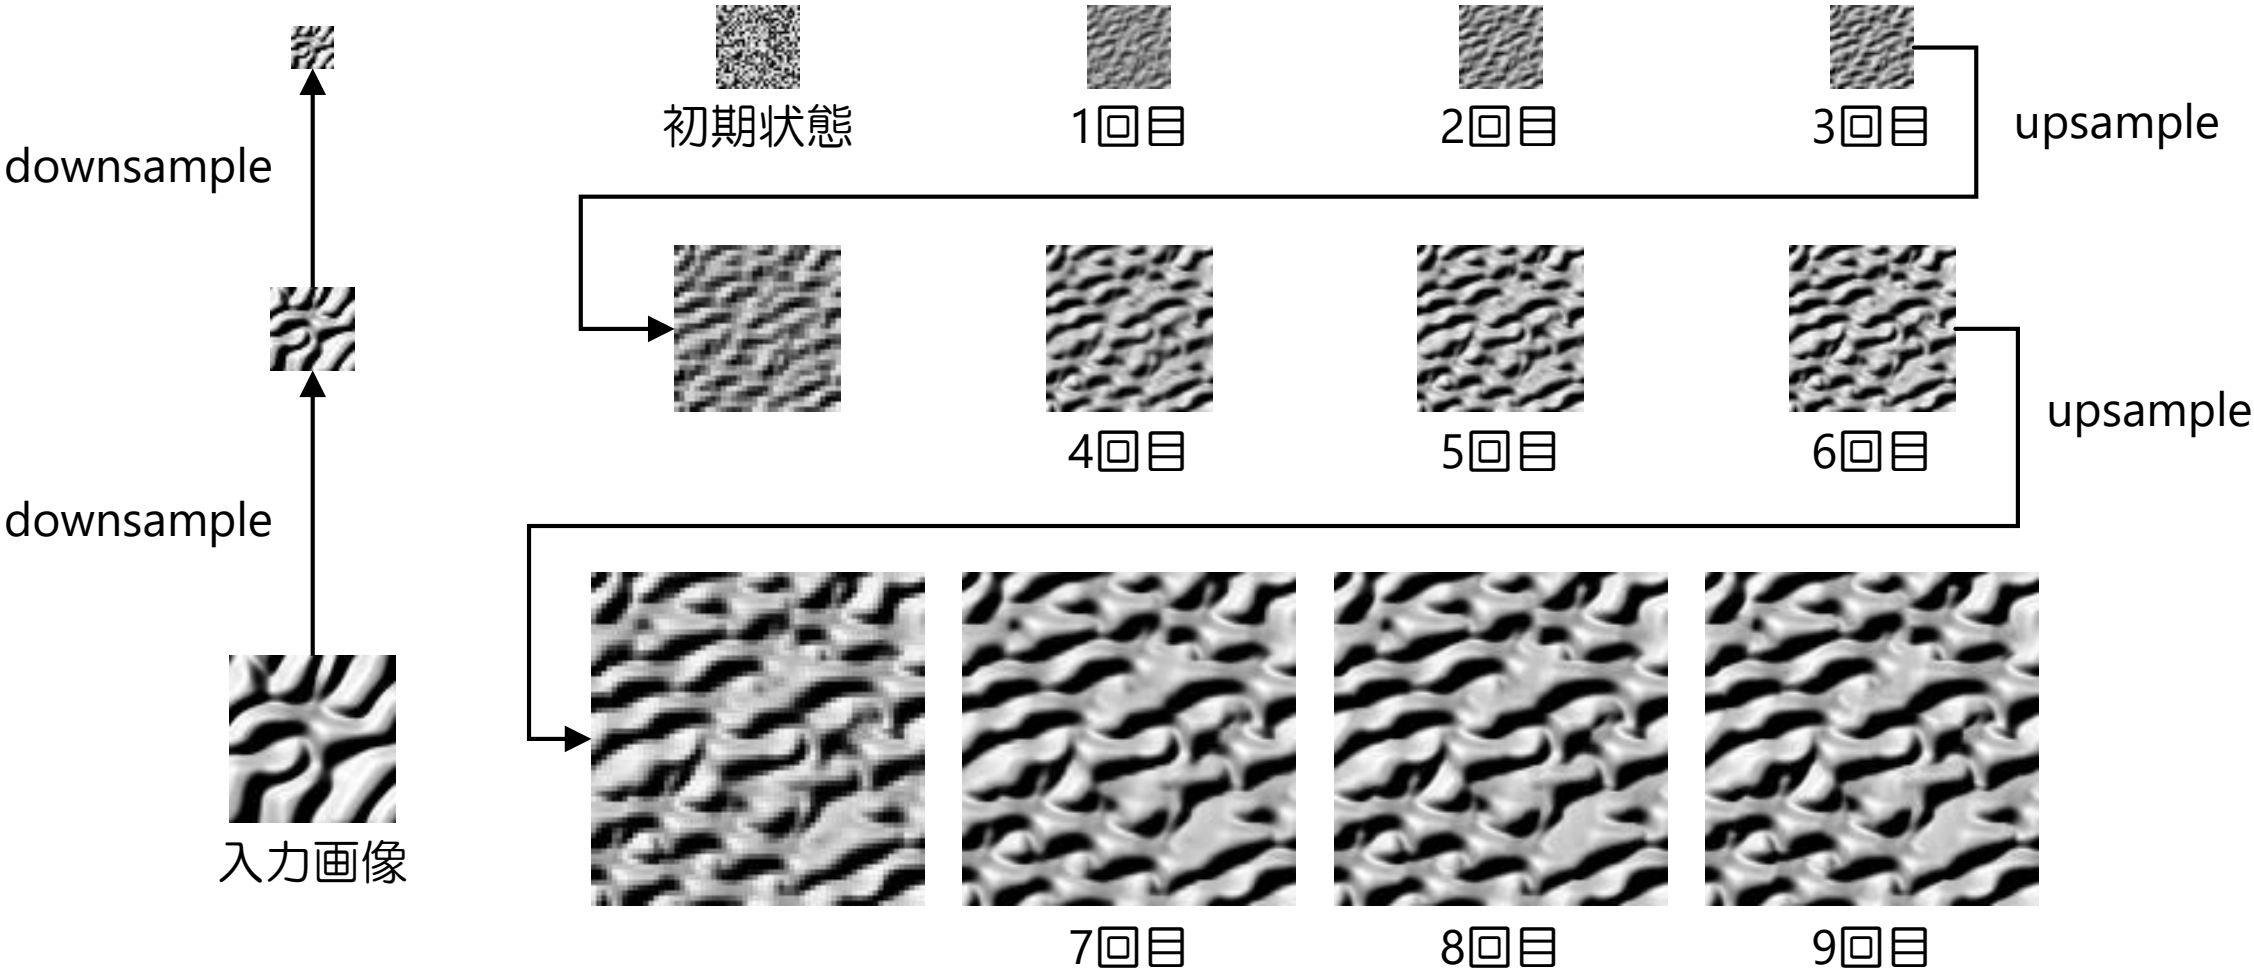 初期状態
1回目
2回目
3回目
upsample
downsample
4回目
5回目
6回目
upsample
downsample
入力画像
7回目
8回目
9回目